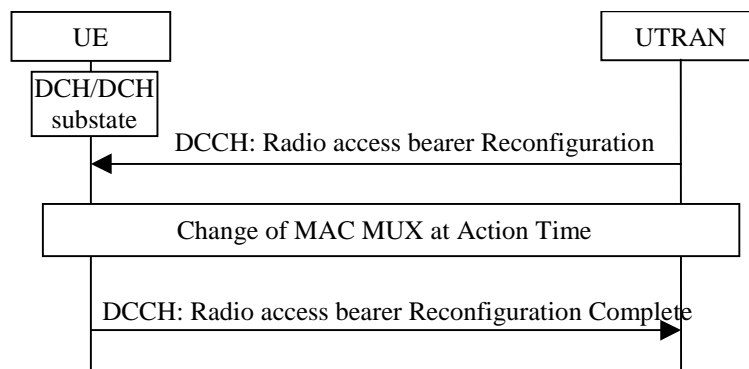 UE
UTRAN
DCH/DCH
substate
DCCH: Radio access bearer Reconfiguration
Change of MAC MUX at Action Time
DCCH: Radio access bearer Reconfiguration Complete